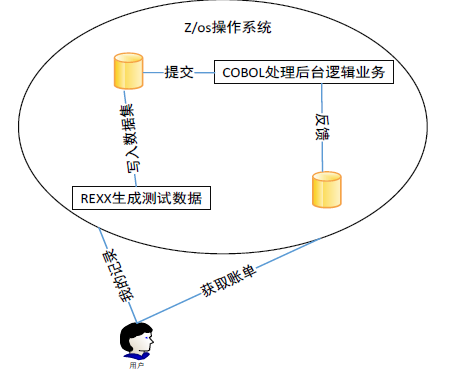 Z/os操作系统
提交
COBOL处理后台逻辑业务
写入数据集
反馈
REXX生成测试数据
我的记录
获取账单
用户